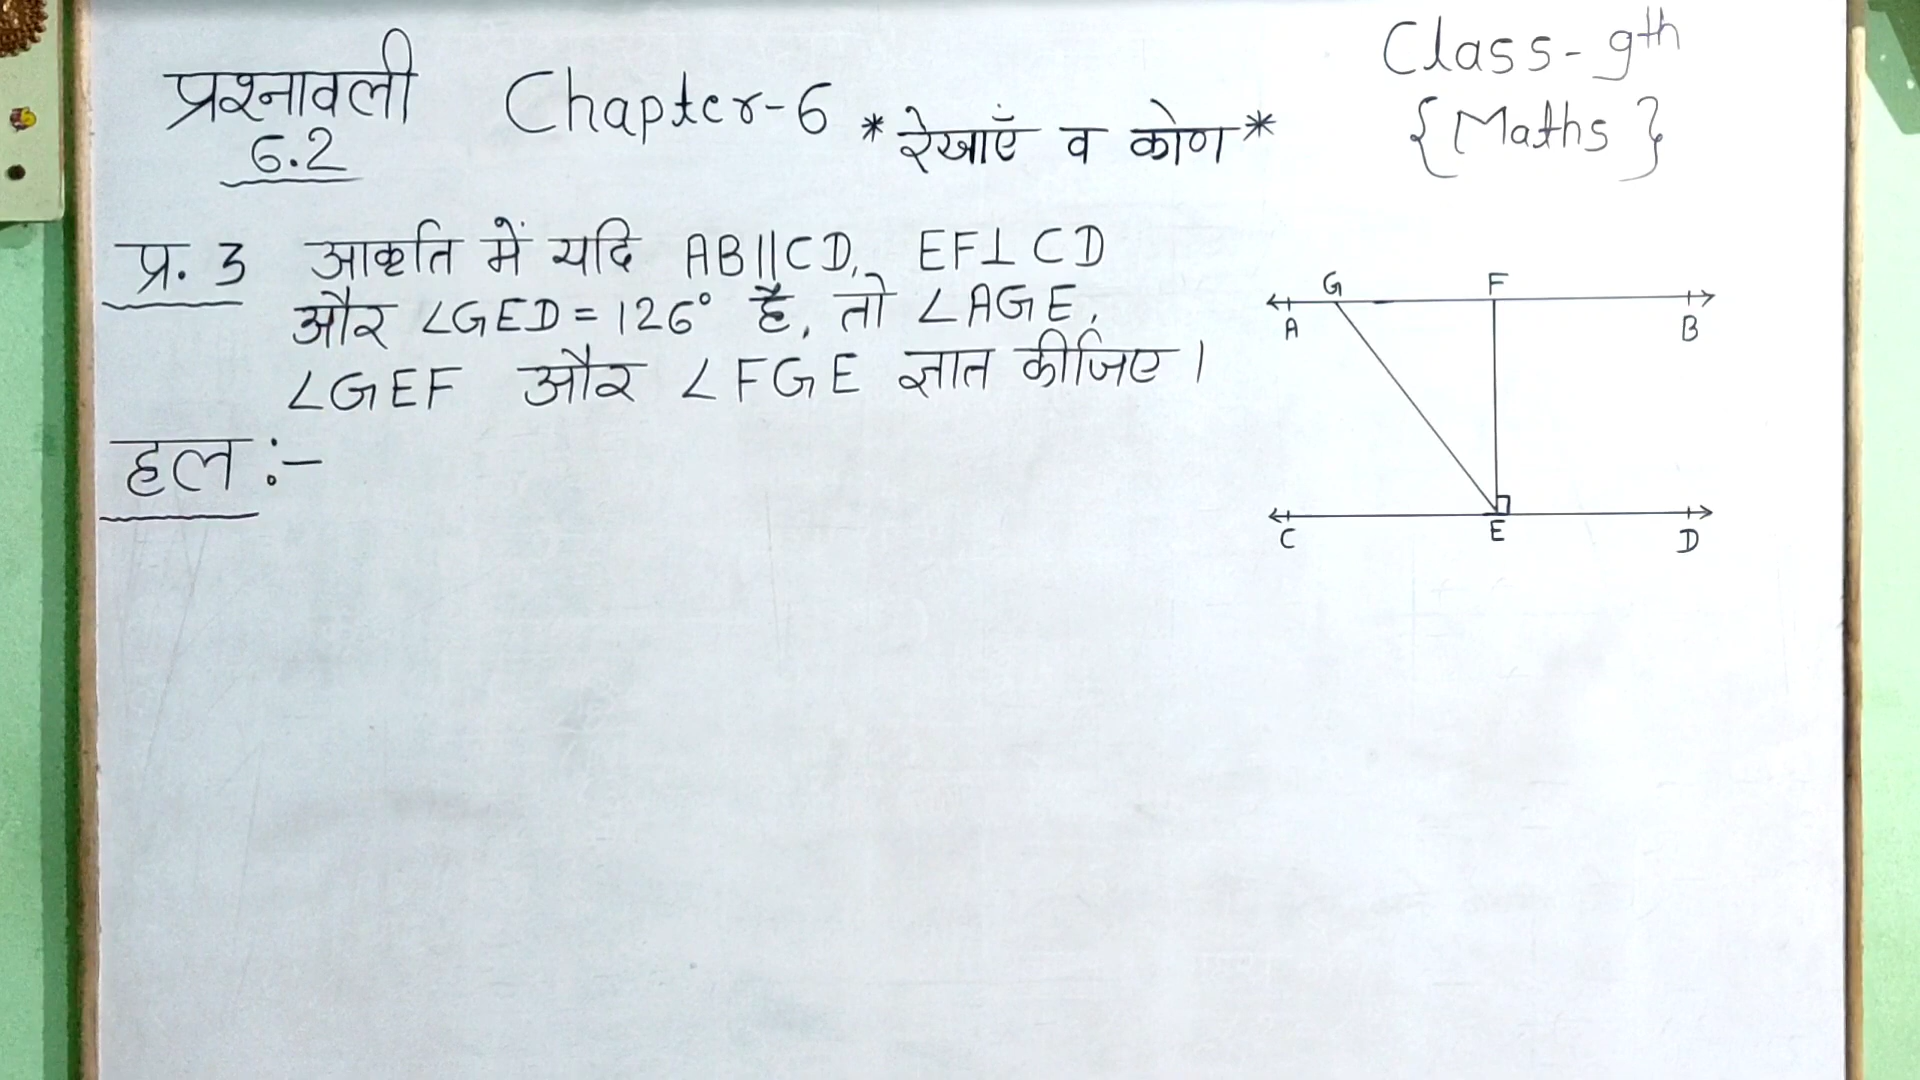 प्रश्नावली 6.2
Chapter-6 *रेखाएँ व कोण*
Class-9th
{Maths}
प्र. 3 आकृति में यदि AB||CD, EF⊥CD
और ∠GED=126° है, तो ∠AGE,
∠GEF और ∠FGE ज्ञात कीजिए।
हल :-
G F
A B
C E D